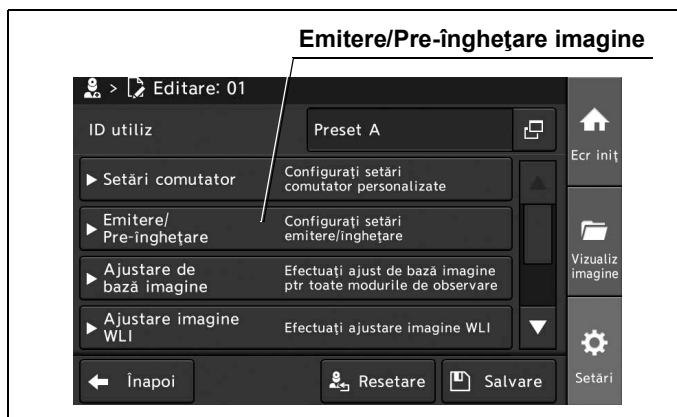 Emitere/Pre-îngheţare imagine
> Editare: 01
ID utiliz
Preset A
Ecr iniţ
Setări comutator
Configuraţi setări
comutator personalizate
Emitere/
Pre-îngheţare
Configuraţi setări
emitere/îngheţare
Vizualiz
imagine
Ajustare de
bază imagine
Efectuaţi ajust de bază imagine
ptr toate modurile de observare
Ajustare imagine
WLI
Efectuaţi ajustare imagine WLI
Înapoi
Resetare
Salvare
Setări